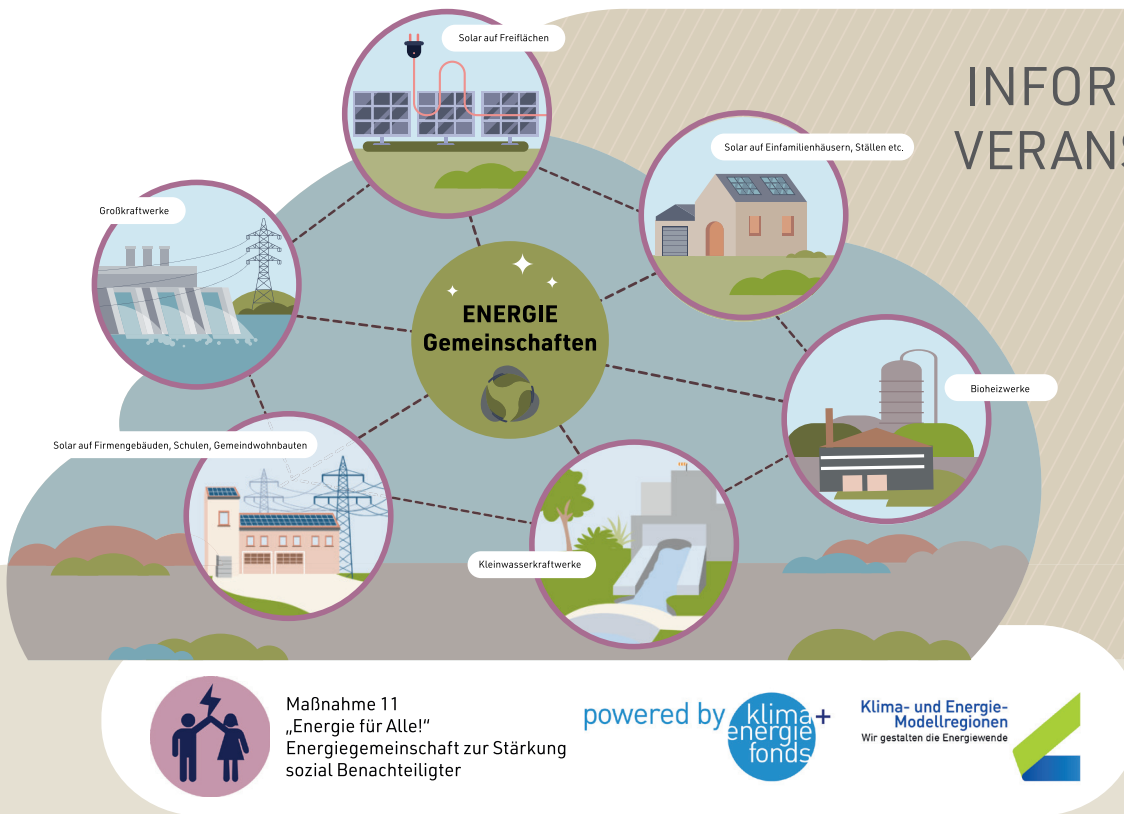 Solar auf Freiflächen
INFOR
VERANS
Solar auf Einfamilienhäusern, Ställen etc.
Großkraftwerke
ENERGIE
Gemeinschaften
Bioheizwerke
Solar auf Firmengebäuden, Schulen, Gemeindwohnbauten
Kleinwasserkraftwerke
Maßnahme 11
„Energie für Alle!“
Energiegemeinschaft zur Stärkung
sozial Benachteiligter
powered by
klima+
energie
fonds
Klima- und Energie-
Modellregionen
Wir gestalten die Energiewende